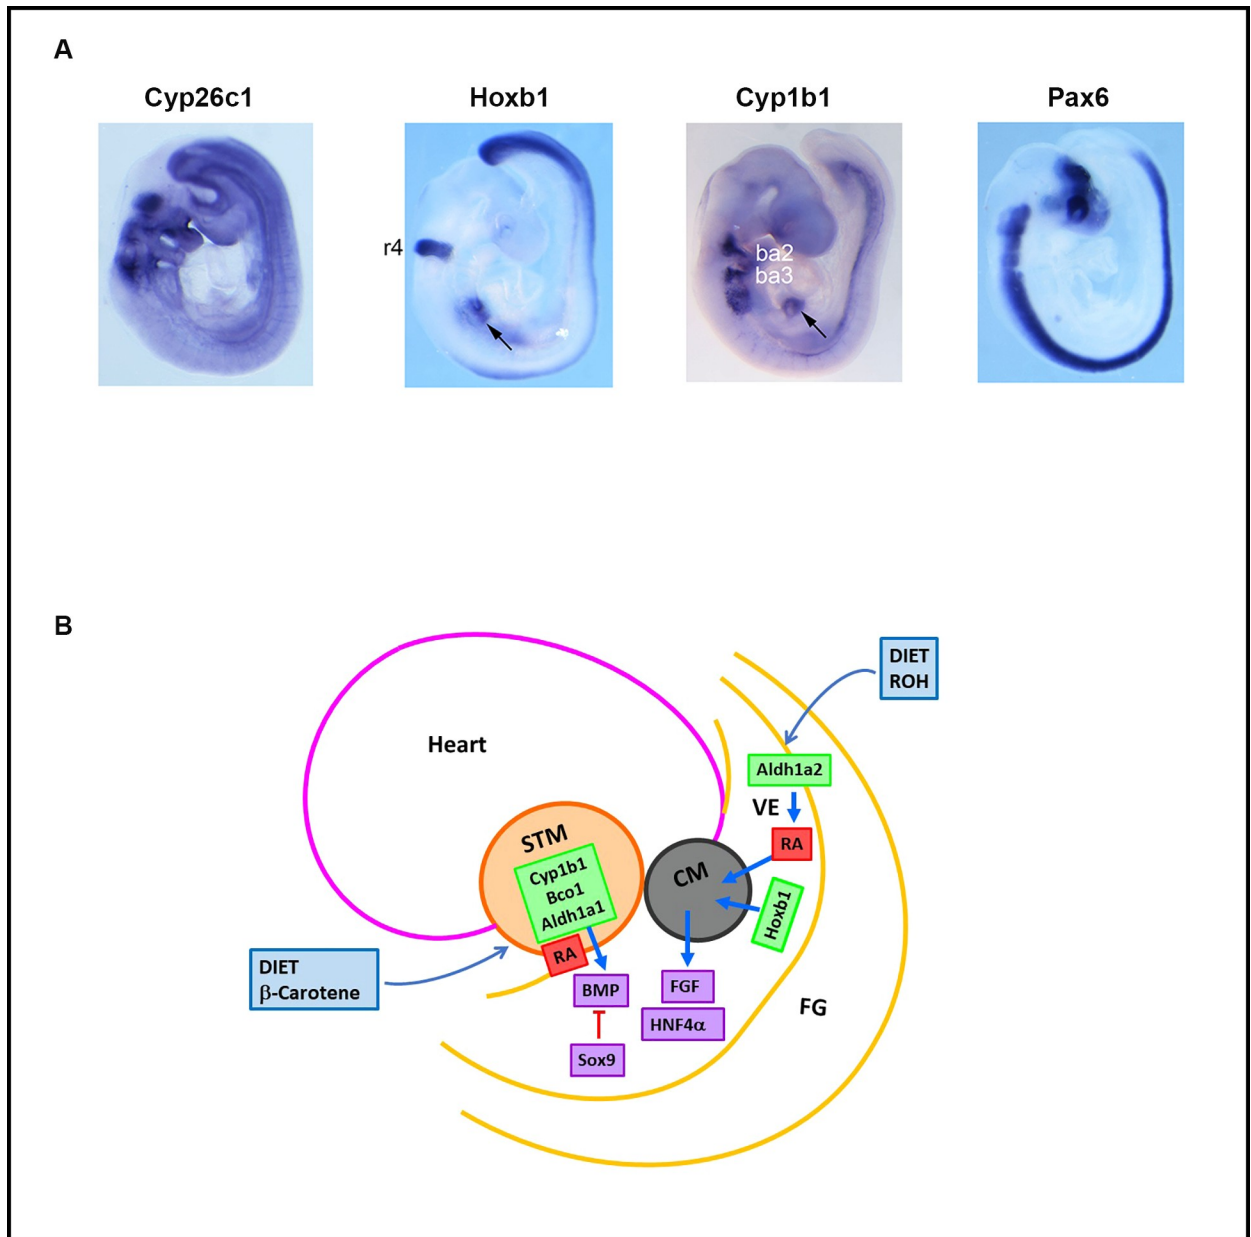 A
Cyp26c1
Hoxb1
Cyp1b1
Pax6
r4
ba2
ba3
B
DIET
ROH
Heart
Aldh1a2
VE
RA
STM
Cyp1b1
Bco1
Aldh1a1
CM
Hoxb1
RA
DIET
β-Carotene
BMP
FGF
HNF4α
FG
Sox9